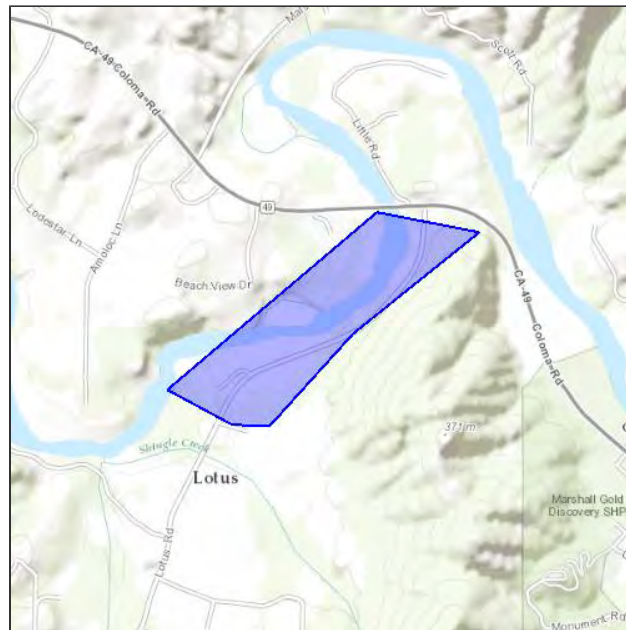 Mars
Scott Rd
CA-49 Coloma-Rd
Little Rd
49
Lodestar Ln
Amoloc Ln
Beach View Dr
CA-49
Coloma-Rd
371m
Shingle Creek
Lotus
Marshall Gold
Discovery SHP
Lotus-Rd
Monument-Rd